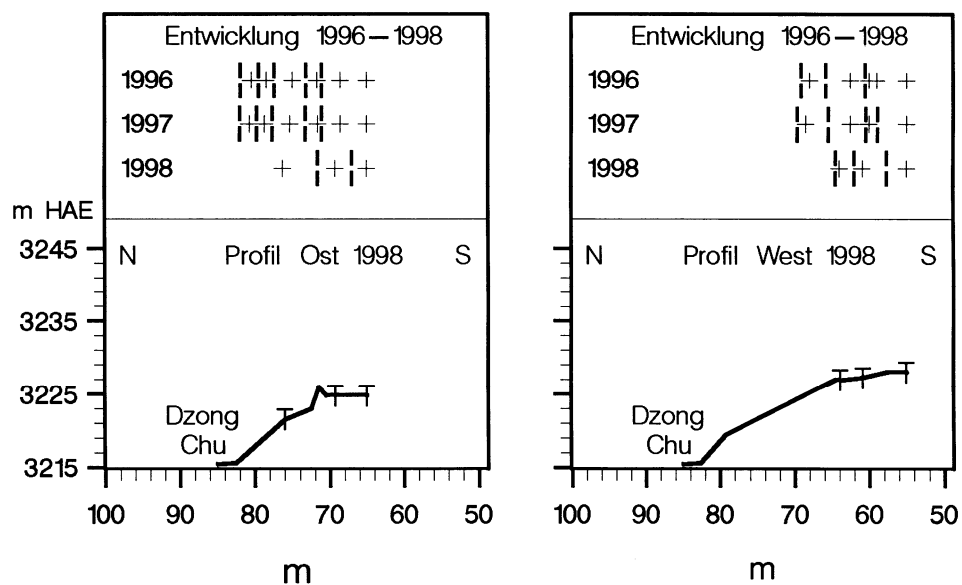 Entwicklung 1996 – 1998
1996
1997
1998
m HAE
3245
3235
3225
3215
N Profil Ost 1998 S
Dzong
Chu
100 90 80 70 60 50
m
Entwicklung 1996 – 1998
1996
1997
1998
N Profil West 1998 S
Dzong
Chu
100 90 80 70 60 50
m